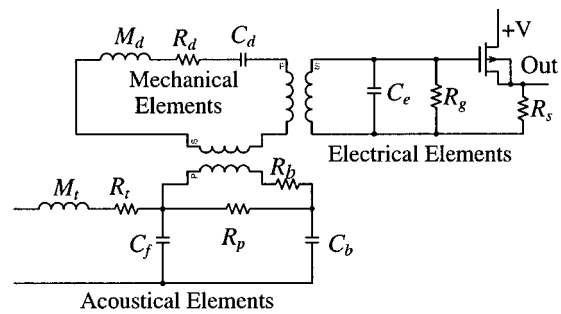 M_d R_d C_d
+V
Out
P S
Mechanical
Elements
C_e R_g R_s
S
Electrical Elements
P R_b
M_t R_t
C_f R_p C_b
Acoustical Elements